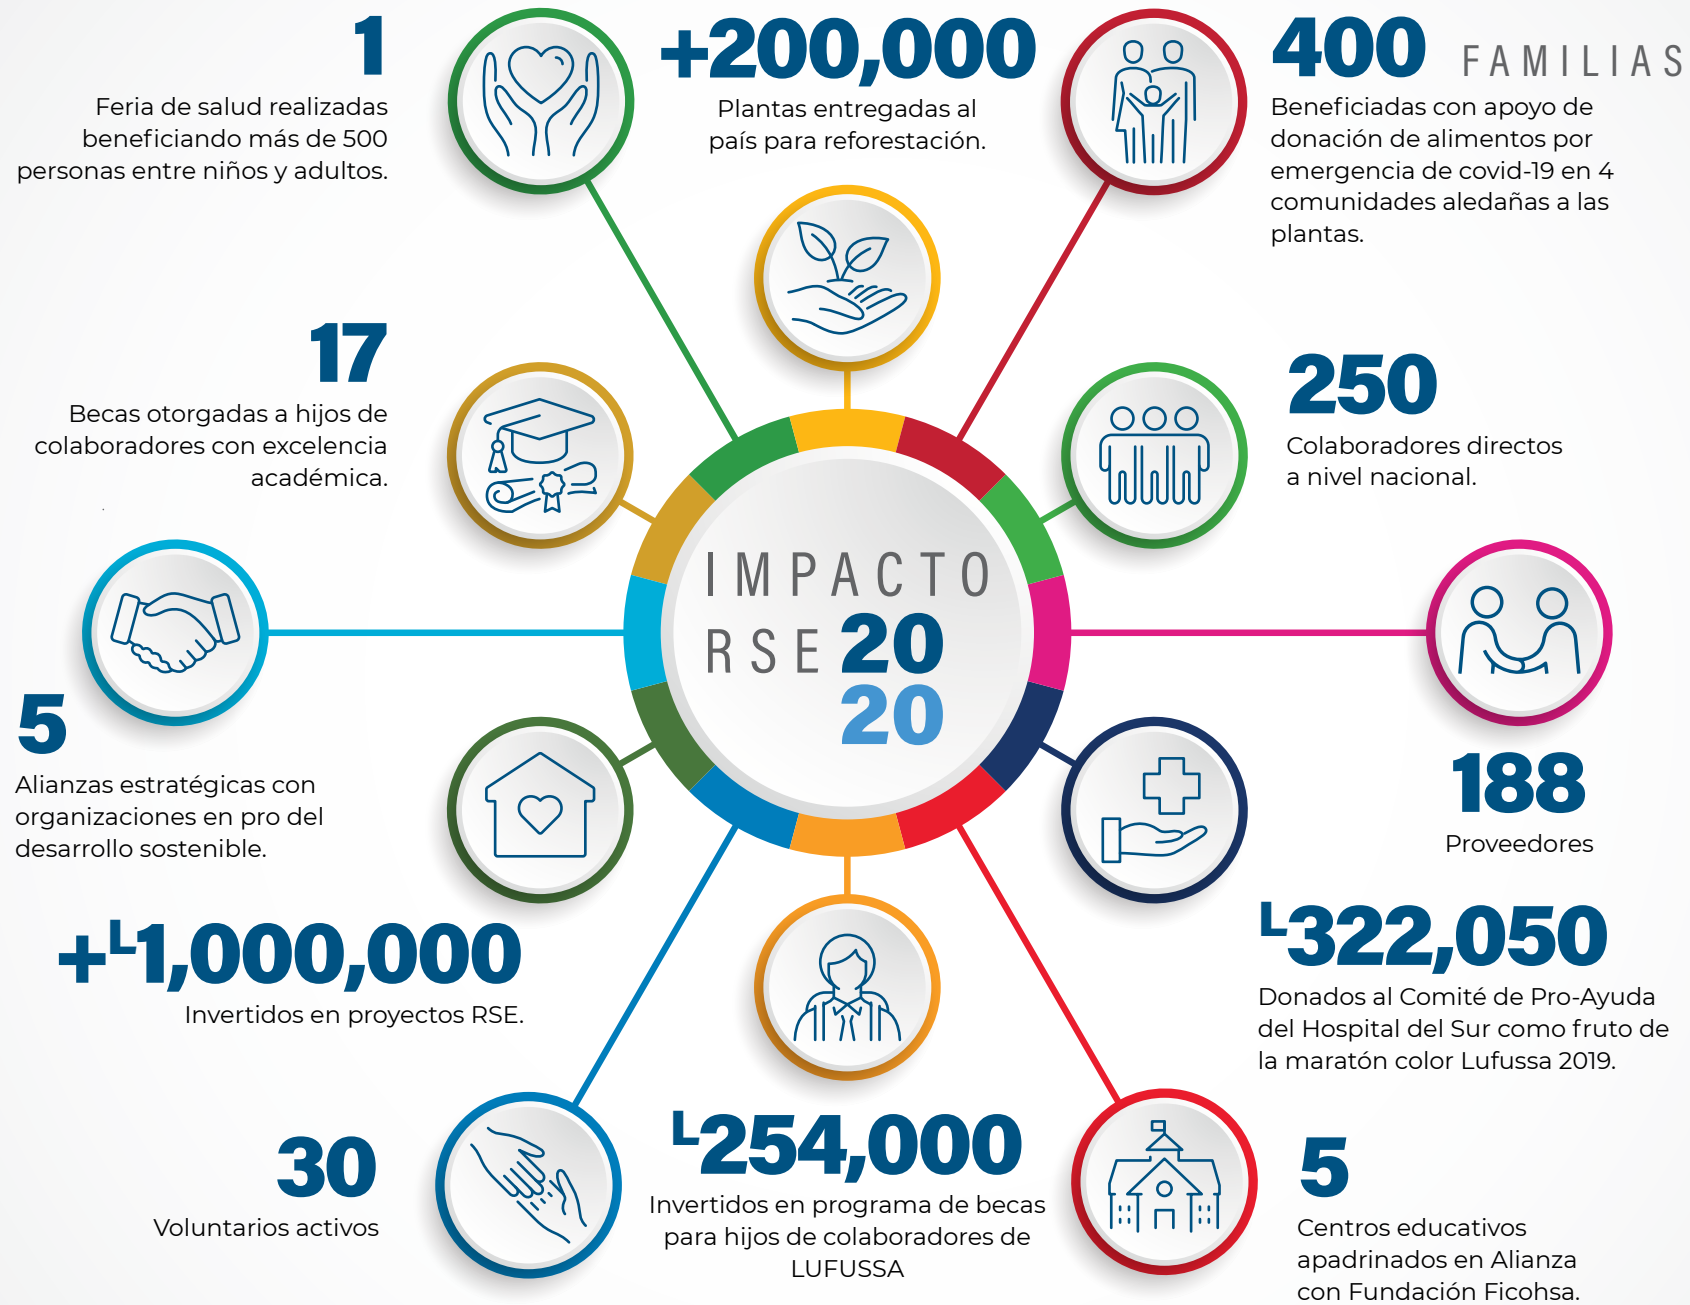 1
Feria de salud realizadas
beneficiando más de 500
personas entre niños y adultos.
+200,000
Plantas entregadas al
país para reforestación.
400 FAMILIAS
Beneficiadas con apoyo de
donación de alimentos por
emergencia de covid-19 en 4
comunidades aledañas a las
plantas.
17
Becas otorgadas a hijos de
colaboradores con excelencia
académica.
250
Colaboradores directos
a nivel nacional.
IMPACTO
RSE 20
20
5
Alianzas estratégicas con
organizaciones en pro del
desarrollo sostenible.
188
Proveedores
+L1,000,000
Invertidos en proyectos RSE.
L322,050
Donados al Comité de Pro-Ayuda
del Hospital del Sur como fruto de
la maratón color Lufussa 2019.
30
Voluntarios activos
L254,000
Invertidos en programa de becas
para hijos de colaboradores de
LUFUSSA
5
Centros educativos
apadrinados en Alianza
con Fundación Ficohsa.